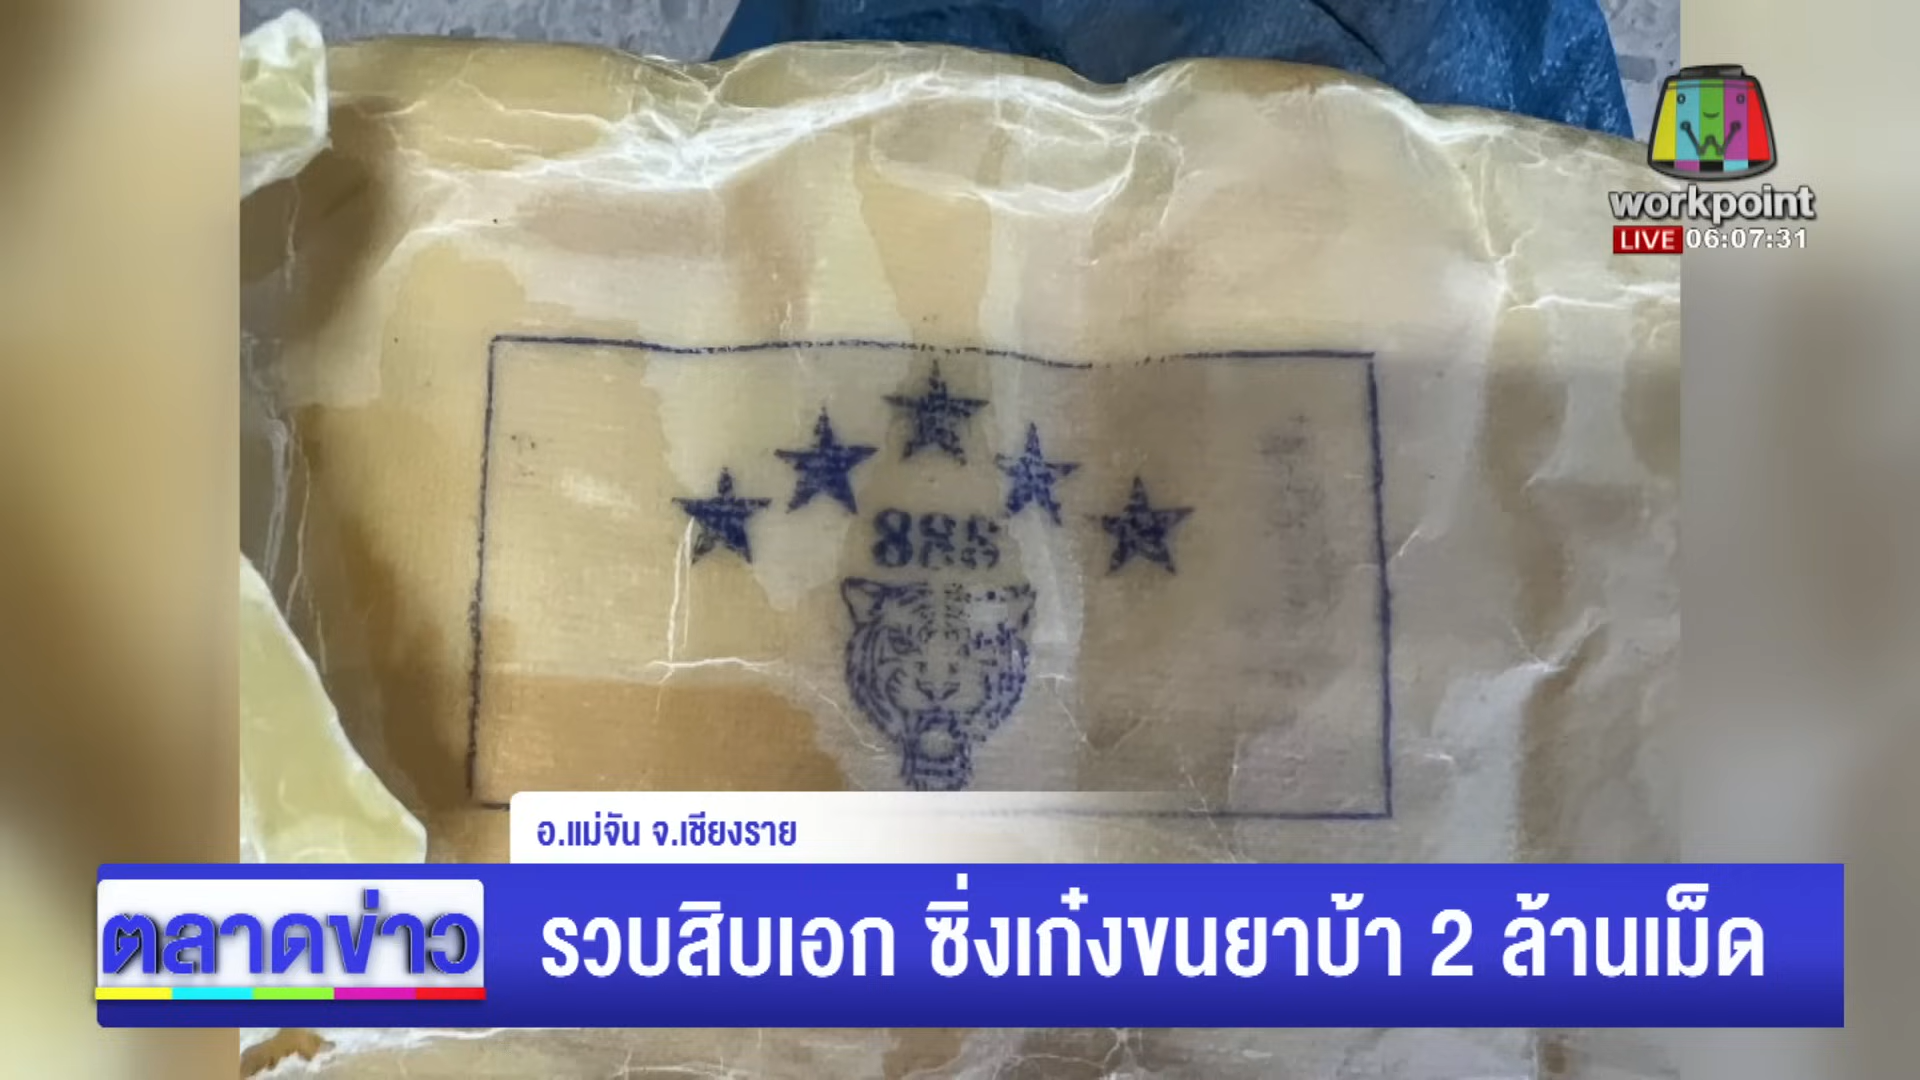 workpoint
LIVE 06:07:31
อ.แม่จัน จ.เชียงราย
ตลาดข่าว
รวบสิบเอก ซิ่งเก๋งขนยาบ้า 2 ล้านเม็ด